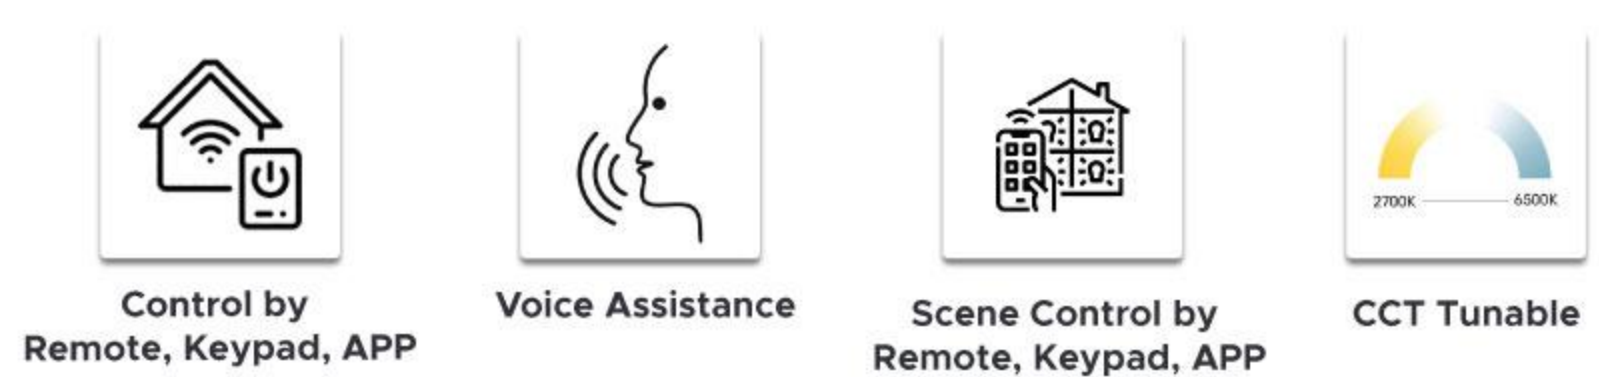 Control by
Remote, Keypad, APP
Voice Assistance
Scene Control by
Remote, Keypad, APP
2700K
6500K
CCT Tunable